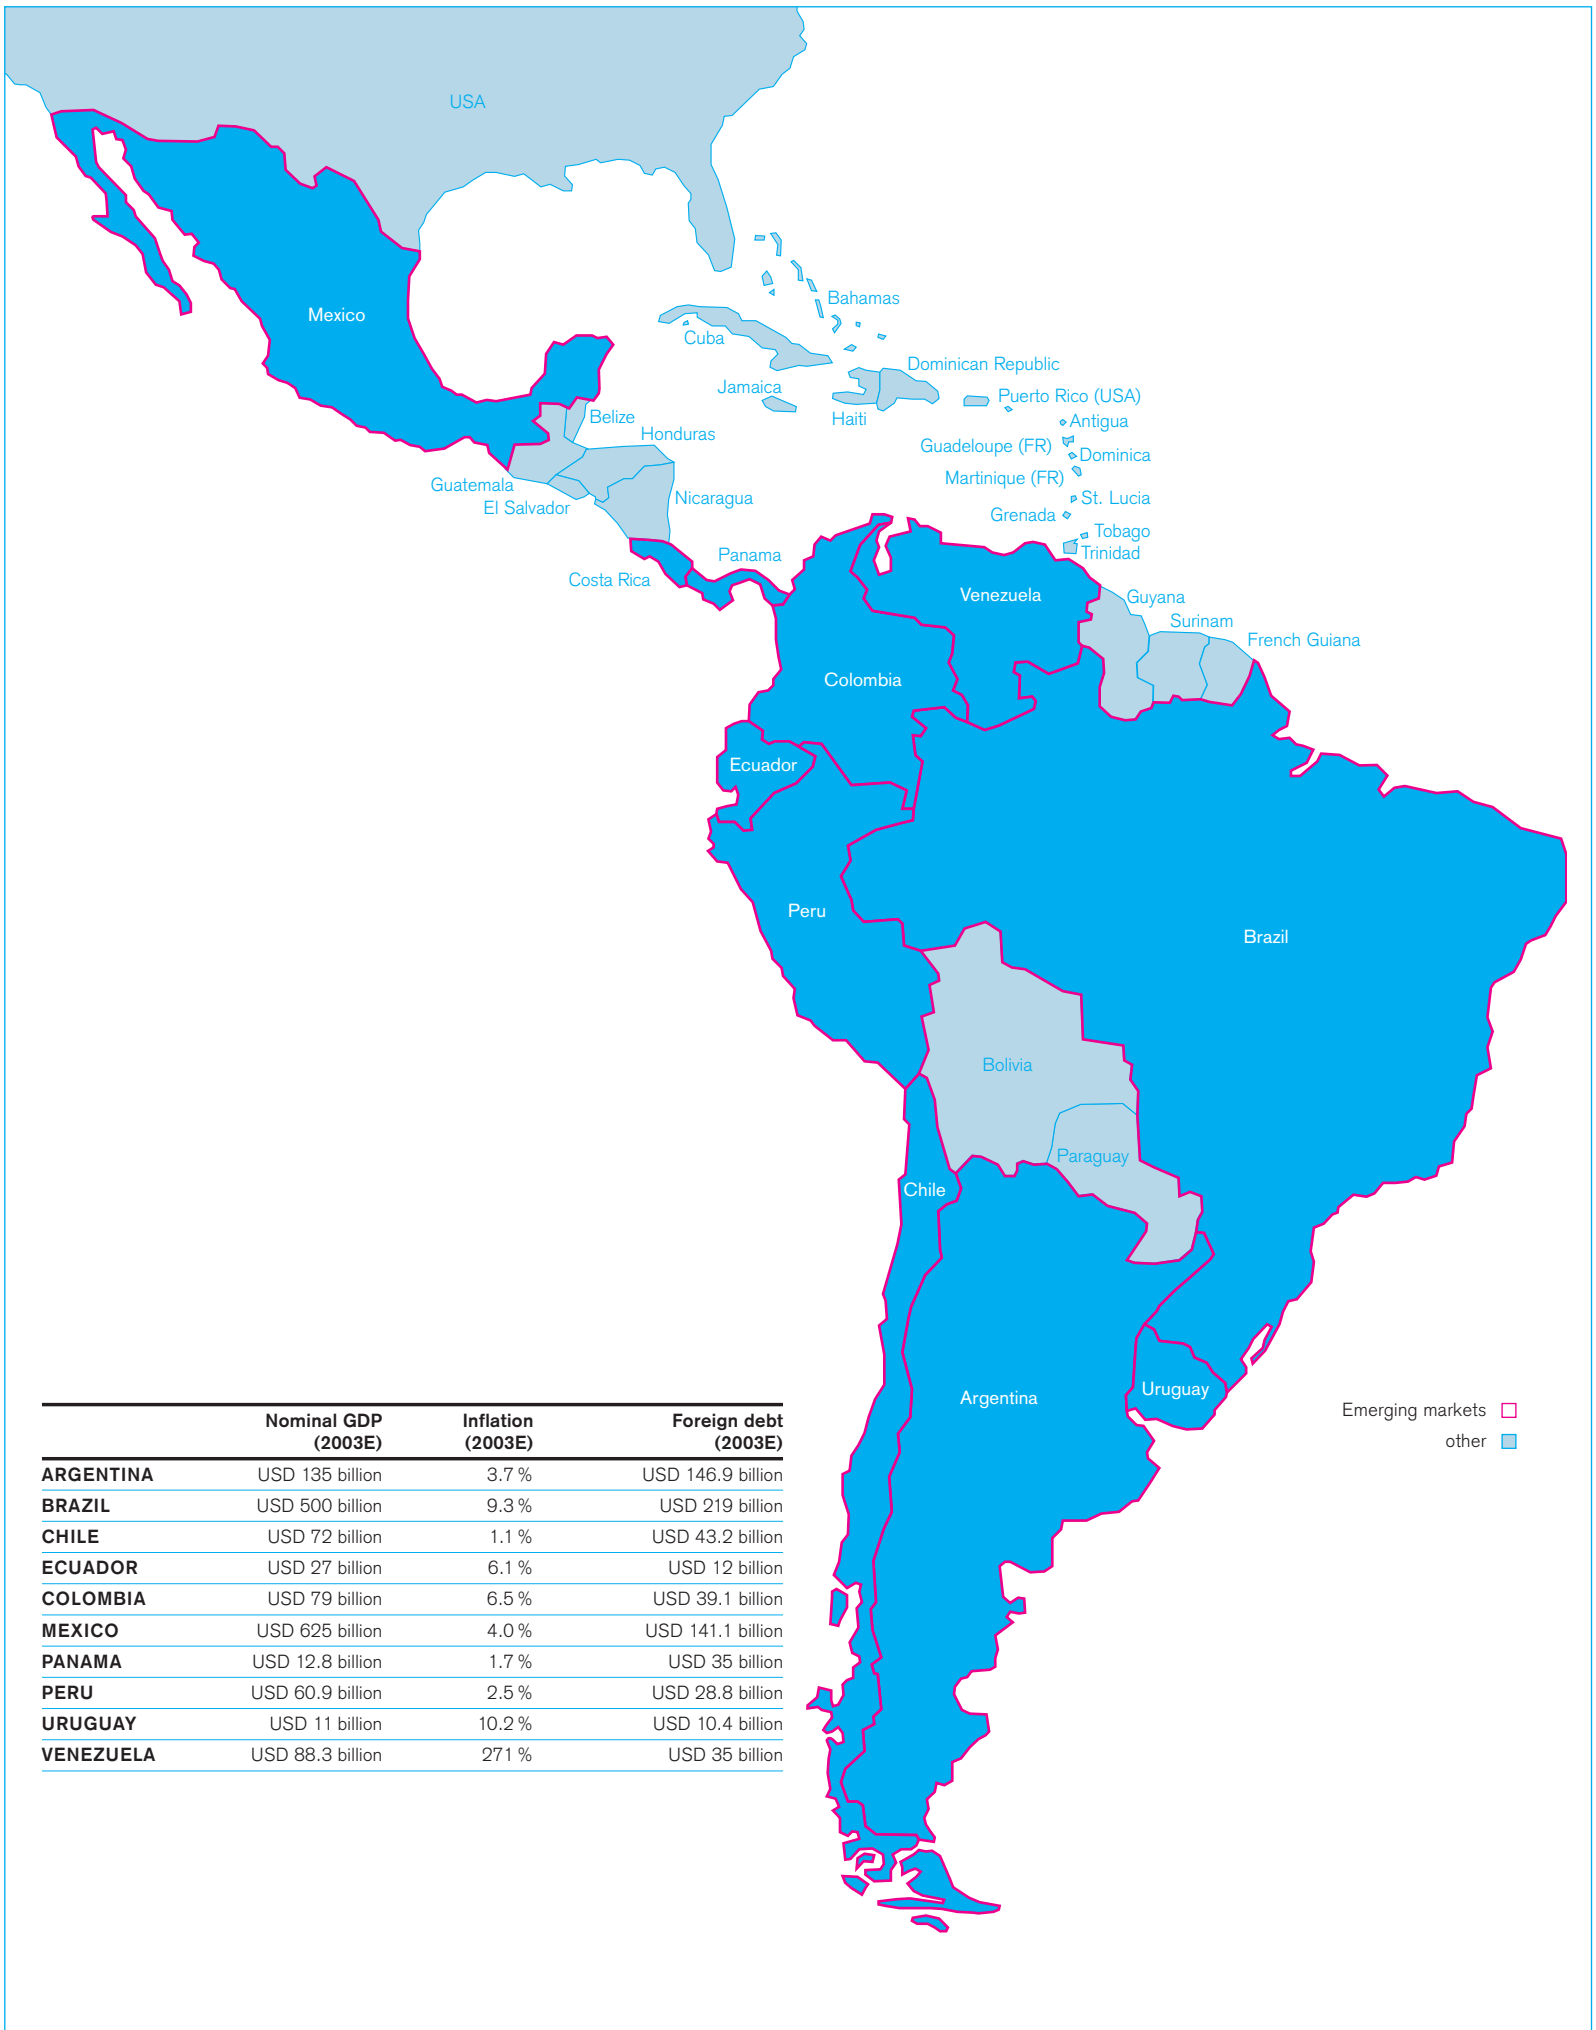 USA
Mexico
Bahamas
Cuba
Dominican Republic
Jamaica
Puerto Rico (USA)
Haiti
Antigua
Belize
Honduras
Guadeloupe (FR)
Dominica
Martinique (FR)
Guatemala
Nicaragua
St. Lucia
El Salvador
Grenada
Tobago
Trinidad
Panama
Costa Rica
Venezuela
Guyana
Surinam
French Guiana
Colombia
Ecuador
Peru
Brazil
Bolivia
Paraguay
Chile
Argentina
Uruguay
Emerging markets
other
Nominal GDP Inflation Foreign debt
(2003E) (2003E) (2003E)
ARGENTINA USD 135 billion 3.7 % USD 146.9 billion
BRAZIL USD 500 billion 9.3 % USD 219 billion
CHILE USD 72 billion 1.1 % USD 43.2 billion
ECUADOR USD 27 billion 6.1 % USD 12 billion
COLOMBIA USD 79 billion 6.5 % USD 39.1 billion
MEXICO USD 625 billion 4.0 % USD 141.1 billion
PANAMA USD 12.8 billion 1.7 % USD 35 billion
PERU USD 60.9 billion 2.5 % USD 28.8 billion
URUGUAY USD 11 billion 10.2 % USD 10.4 billion
VENEZUELA USD 88.3 billion 271 % USD 35 billion